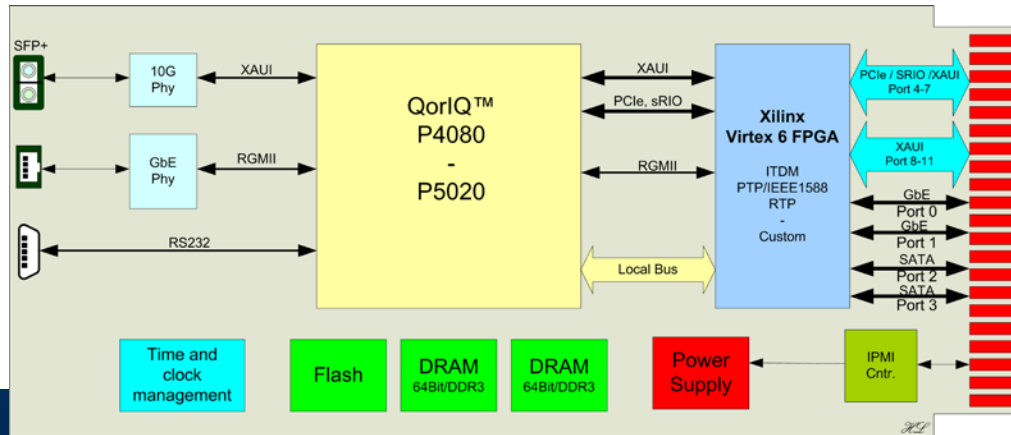 SFP+
10G
Phy
XAUI
GbE
Phy
RGMII
RS232
QorIQ™
P4080
-
P5020
XAUI
PCIe, sRIO
RGMII
Local Bus
Xilinx
Virtex 6 FPGA
ITDM
PTP/IEEE1588
RTP
-
Custom
PCIe / SRIO /XAUI
Port 4-7
XAUI
Port 8-11
GbE
Port 0
GbE
Port 1
SATA
Port 2
SATA
Port 3
Time and
clock
management
Flash
DRAM
64Bit/DDR3
DRAM
64Bit/DDR3
Power
Supply
IPMI
Cntr.
HL